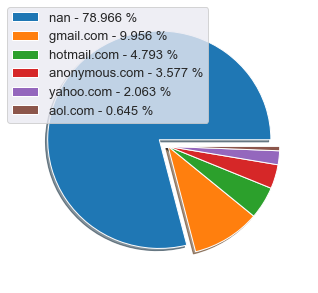 nan - 78.966 %
gmail.com - 9.956 %
hotmail.com - 4.793 %
anonymous.com - 3.577 %
yahoo.com - 2.063 %
aol.com - 0.645 %